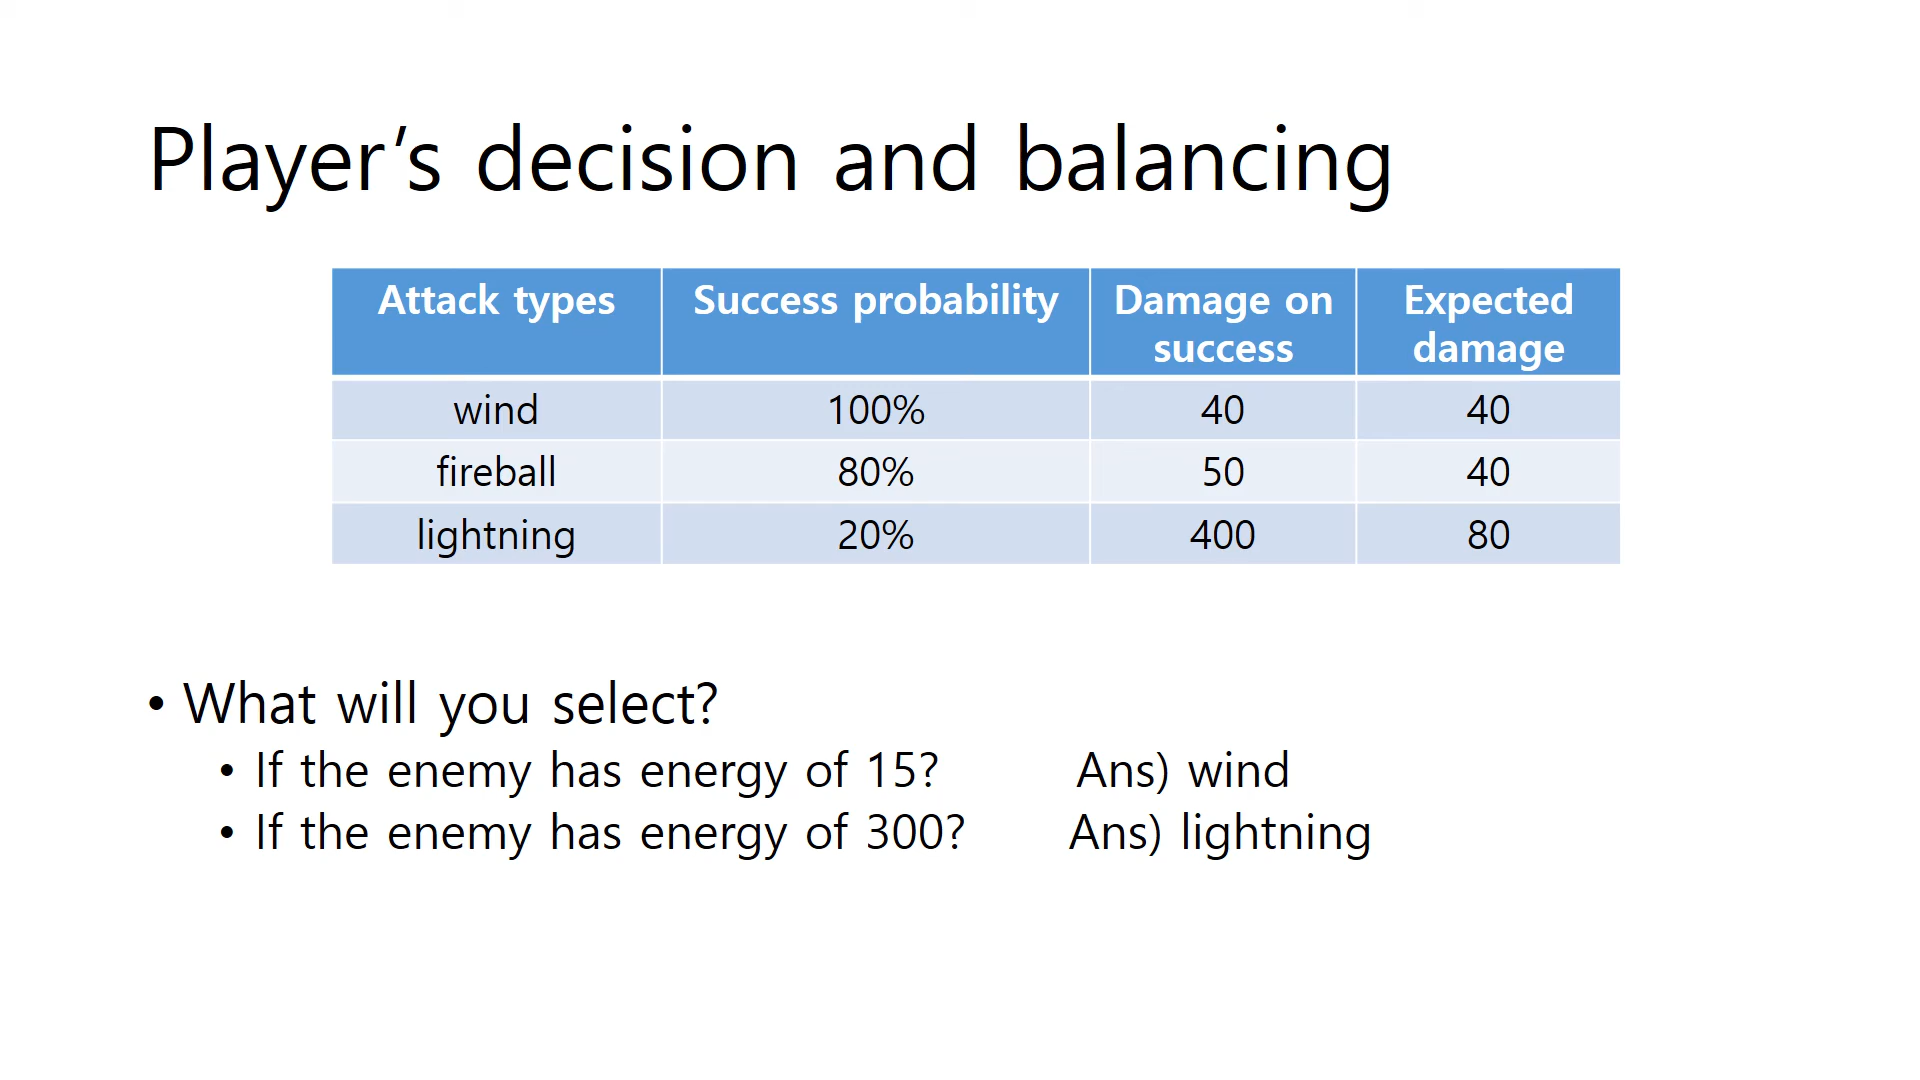 Player's decision and balancing
Attack types Success probability Damage on success Expected damage
wind 100% 40 40
fireball 80% 50 40
lightning 20% 400 80
• What will you select?
• If the enemy has energy of 15? Ans) wind
• If the enemy has energy of 300? Ans) lightning